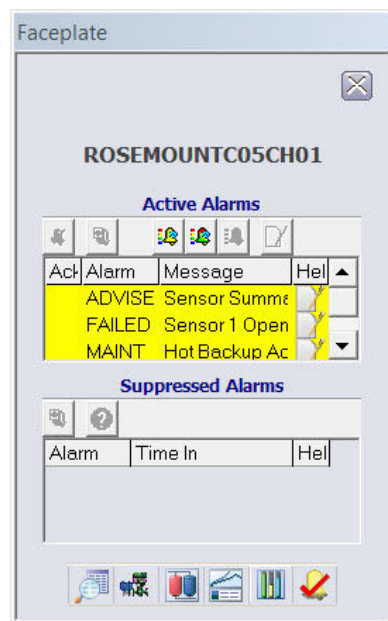 Faceplate
ROSEMOUNTC05CH01
Active Alarms
Ack Alarm Message Hel
ADVISE Sensor Summa
FAILED Sensor 1 Open
MAINT Hot Backup Ac
Suppressed Alarms
Alarm Time In Hel